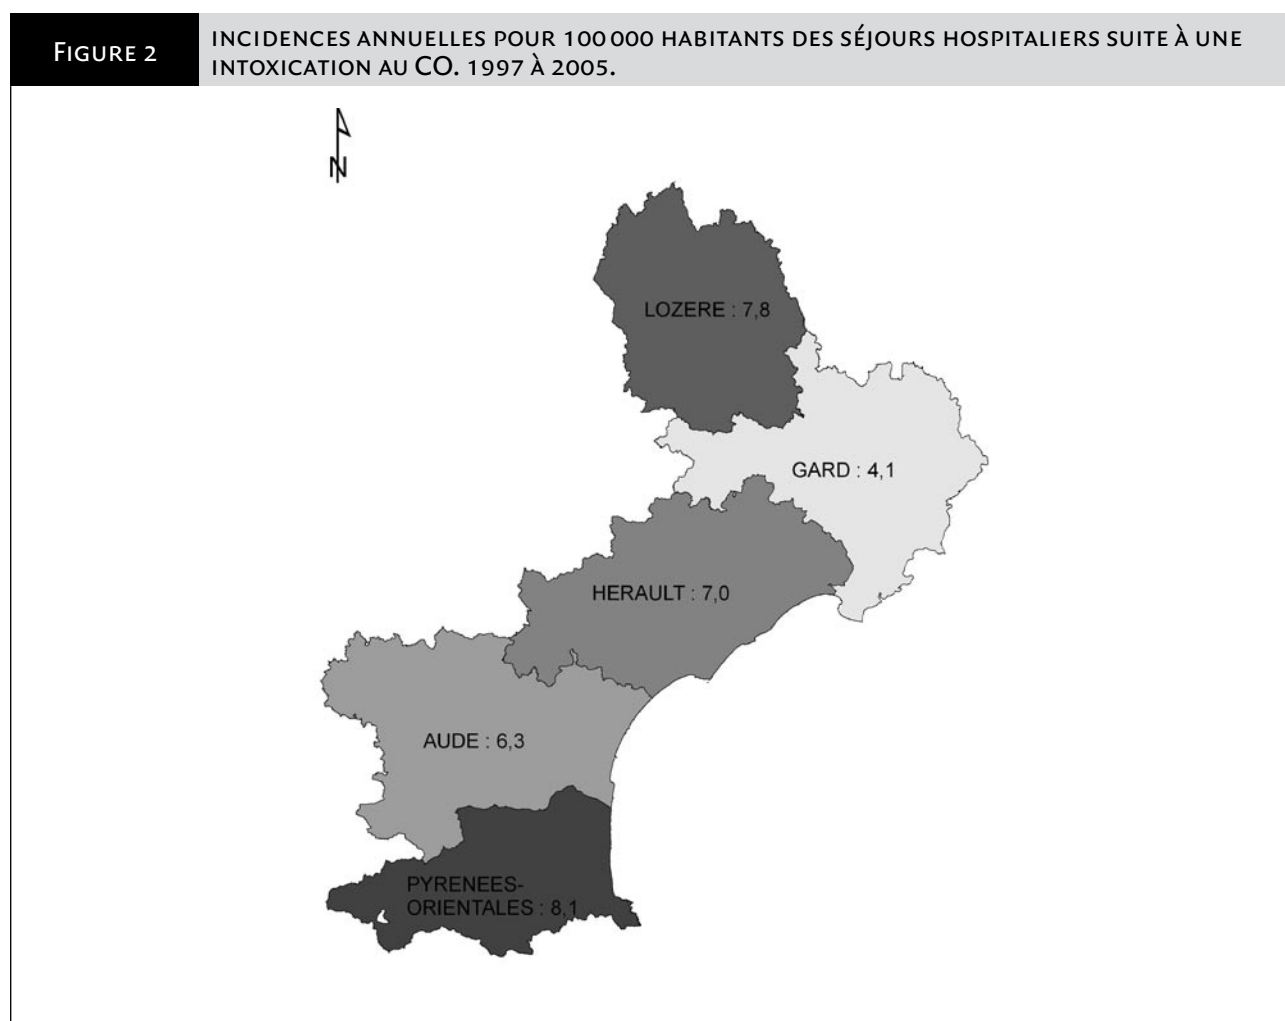 FIGURE 2
INCIDENCES ANNUELLES POUR 100 000 HABITANTS DES SÉJOURS HOSPITALIERS SUITE À UNE
INTOXICATION AU CO. 1997 À 2005.
N
LOZERE : 7,8
GARD : 4,1
HERAULT : 7,0
AUDE : 6,3
PYRENEES-
ORIENTALES : 8,1